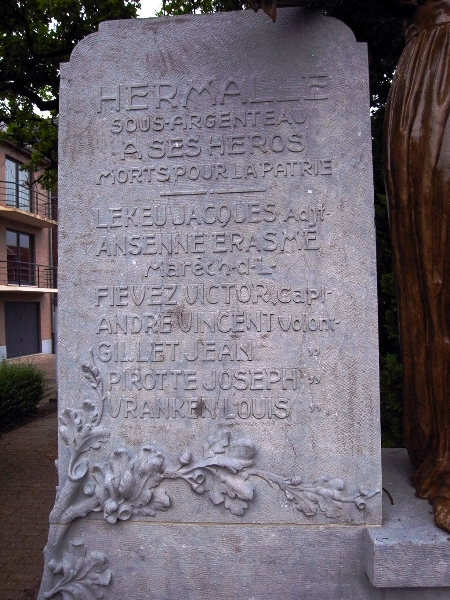 HERMALLE
SOUS-ARGENTEAU
A SES HEROS
MORTS POUR LA PATRIE
LEKEU JACQUES Adjt-
ANSENNE ERASME
Maréch-d-L-
FIEVEZ VICTOR, Capl-
ANDRÉ VINCENT volont-
GILLET JEAN "
PIROTTE JOSEPH "
VRANKEN LOUIS "